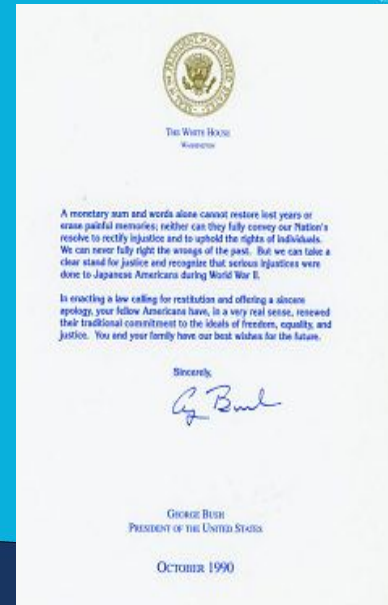 THE WHITE HOUSE
WASHINGTON
A monetary sum and words alone cannot restore lost years or
erase painful memories; neither can they fully convey our Nation's
resolve to rectify injustice and to uphold the rights of individuals.
We can never fully right the wrongs of the past. But we can take a
clear stand for justice and recognize that serious injustices were
done to Japanese Americans during World War II.
In enacting a law calling for restitution and offering a sincere
apology, your fellow Americans have, in a very real sense, renewed
their traditional commitment to the ideals of freedom, equality, and
justice. You and your family have our best wishes for the future.
Sincerely,
G Bush
GEORGE BUSH
PRESIDENT OF THE UNITED STATES
OCTOBER 1990